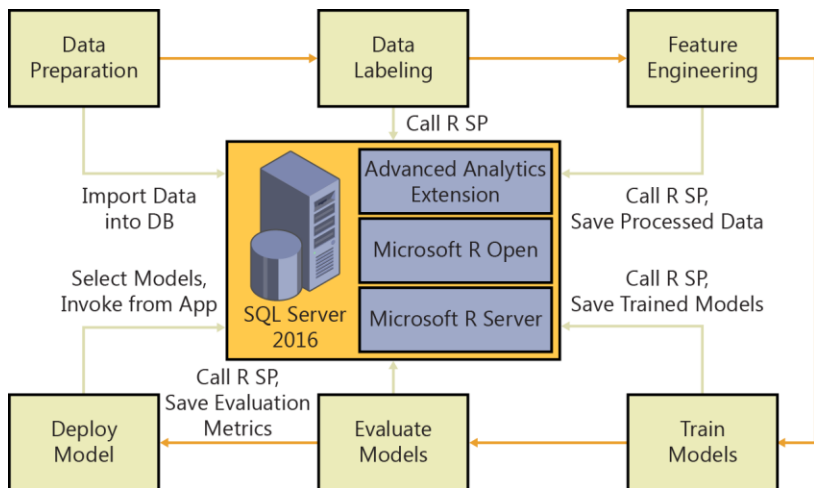 Data
Preparation
Data
Labeling
Feature
Engineering
Call R SP
Import Data
into DB
Advanced Analytics
Extension
Call R SP,
Save Processed Data
Microsoft R Open
Select Models,
Invoke from App
SQL Server
2016
Microsoft R Server
Call R SP,
Save Trained Models
Call R SP,
Save Evaluation
Metrics
Deploy
Model
Evaluate
Models
Train
Models